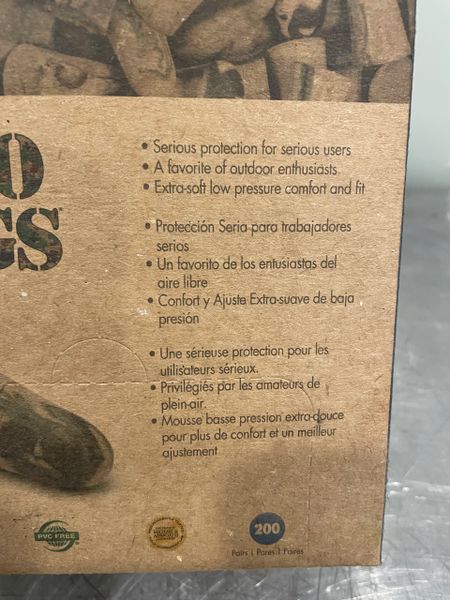 O
GS
• Serious protection for serious users
• A favorite of outdoor enthusiasts
• Extra-soft low pressure comfort and fit
• Protección Seria para trabajadores
serios
• Un favorito de los entusiastas del
aire libre
• Confort y Ajuste Extra-suave de baja
presión
• Une sérieuse protection pour les
utilisateurs sérieux.
• Privilégiés par les amateurs de
plein-air.
• Mousse basse pression extra-douce
pour plus de confort et un meilleur
ajustement
PVC FREE
200
Pairs | Pares | Paires